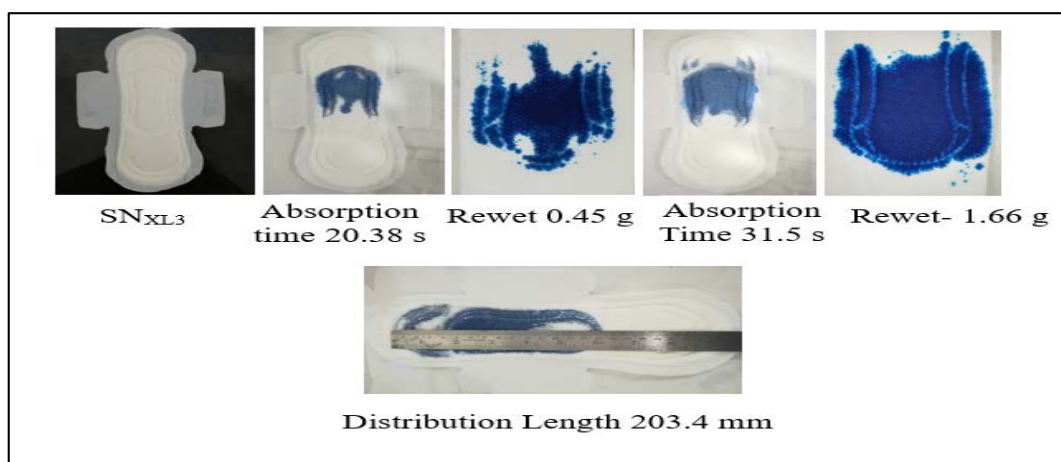 SNXL3
Absorption
time 20.38 s
Rewet 0.45 g
Absorption
Time 31.5 s
Rewet- 1.66 g
Distribution Length 203.4 mm